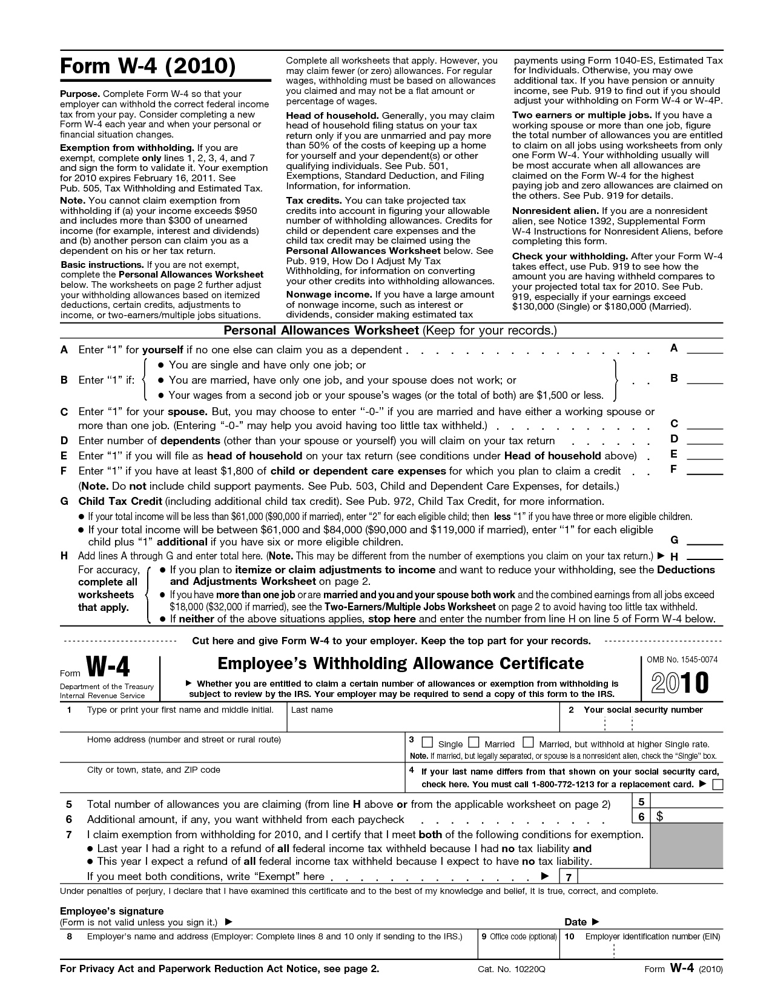 Form W-4 (2010)
Purpose. Complete Form W-4 so that your
employer can withhold the correct federal income
tax from your pay. Consider completing a new
Form W-4 each year and when your personal or
financial situation changes.
Exemption from withholding. If you are
exempt, complete only lines 1, 2, 3, 4, and 7
and sign the form to validate it. Your exemption
for 2010 expires February 16, 2011. See
Pub. 505, Tax Withholding and Estimated Tax.
Note. You cannot claim exemption from
withholding if (a) your income exceeds $950
and includes more than $300 of unearned
income (for example, interest and dividends)
and (b) another person can claim you as a
dependent on his or her tax return.
Basic instructions. If you are not exempt,
complete the Personal Allowances Worksheet
below. The worksheets on page 2 further adjust
your withholding allowances based on itemized
deductions, certain credits, adjustments to
income, or two-earners/multiple jobs situations.
Complete all worksheets that apply. However, you
may claim fewer (or zero) allowances. For regular
wages, withholding must be based on allowances
you claimed and may not be a flat amount or
percentage of wages.
Head of household. Generally, you may claim
head of household filing status on your tax
return only if you are unmarried and pay more
than 50% of the costs of keeping up a home
for yourself and your dependent(s) or other
qualifying individuals. See Pub. 501,
Exemptions, Standard Deduction, and Filing
Information, for information.
Tax credits. You can take projected tax
credits into account in figuring your allowable
number of withholding allowances. Credits for
child or dependent care expenses and the
child tax credit may be claimed using the
Personal Allowances Worksheet below. See
Pub. 919, How Do I Adjust My Tax
Withholding, for information on converting
your other credits into withholding allowances.
Nonwage income. If you have a large amount
of nonwage income, such as interest or
dividends, consider making estimated tax
payments using Form 1040-ES, Estimated Tax
for Individuals. Otherwise, you may owe
additional tax. If you have pension or annuity
income, see Pub. 919 to find out if you should
adjust your withholding on Form W-4 or W-4P.
Two earners or multiple jobs. If you have a
working spouse or more than one job, figure
the total number of allowances you are entitled
to claim on all jobs using worksheets from only
one Form W-4. Your withholding usually will
be most accurate when all allowances are
claimed on the Form W-4 for the highest
paying job and zero allowances are claimed on
the others. See Pub. 919 for details.
Nonresident alien. If you are a nonresident
alien, see Notice 1392, Supplemental Form
W-4 Instructions for Nonresident Aliens, before
completing this form.
Check your withholding. After your Form W-4
takes effect, use Pub. 919 to see how the
amount you are having withheld compares to
your projected total tax for 2010. See Pub.
919, especially if your earnings exceed
$130,000 (Single) or $180,000 (Married).
Personal Allowances Worksheet (Keep for your records.)
A Enter “1” for yourself if no one else can claim you as a dependent . . . . . . . . . . . . . . . . . A
● You are single and have only one job; or
B Enter “1” if: ● You are married, have only one job, and your spouse does not work; or . . B
● Your wages from a second job or your spouse’s wages (or the total of both) are $1,500 or less.
C Enter “1” for your spouse. But, you may choose to enter “-0-” if you are married and have either a working spouse or
more than one job. (Entering “-0-” may help you avoid having too little tax withheld.) . . . . . . . . . . . C
D Enter number of dependents (other than your spouse or yourself) you will claim on your tax return . . . . . . D
E Enter “1” if you will file as head of household on your tax return (see conditions under Head of household above) . E
F Enter “1” if you have at least $1,800 of child or dependent care expenses for which you plan to claim a credit . . F
(Note. Do not include child support payments. See Pub. 503, Child and Dependent Care Expenses, for details.)
G Child Tax Credit (including additional child tax credit). See Pub. 972, Child Tax Credit, for more information.
● If your total income will be less than $61,000 ($90,000 if married), enter “2” for each eligible child; then less “1” if you have three or more eligible children.
● If your total income will be between $61,000 and $84,000 ($90,000 and $119,000 if married), enter “1” for each eligible
child plus “1” additional if you have six or more eligible children. G
H Add lines A through G and enter total here. (Note. This may be different from the number of exemptions you claim on your tax return.) ▶ H
For accuracy, ● If you plan to itemize or claim adjustments to income and want to reduce your withholding, see the Deductions
complete all and Adjustments Worksheet on page 2.
worksheets ● If you have more than one job or are married and you and your spouse both work and the combined earnings from all jobs exceed
that apply. $18,000 ($32,000 if married), see the Two-Earners/Multiple Jobs Worksheet on page 2 to avoid having too little tax withheld.
● If neither of the above situations applies, stop here and enter the number from line H on line 5 of Form W-4 below.
Cut here and give Form W-4 to your employer. Keep the top part for your records.
Form W-4
Department of the Treasury
Internal Revenue Service
Employee’s Withholding Allowance Certificate
▶ Whether you are entitled to claim a certain number of allowances or exemption from withholding is
subject to review by the IRS. Your employer may be required to send a copy of this form to the IRS.
OMB No. 1545-0074
2010
1 Type or print your first name and middle initial. Last name 2 Your social security number
Home address (number and street or rural route)
3 Single Married Married, but withhold at higher Single rate.
Note. If married, but legally separated, or spouse is a nonresident alien, check the “Single” box.
City or town, state, and ZIP code
4 If your last name differs from that shown on your social security card,
check here. You must call 1-800-772-1213 for a replacement card. ▶
5 Total number of allowances you are claiming (from line H above or from the applicable worksheet on page 2) 5
6 Additional amount, if any, you want withheld from each paycheck . . . . . . . . . . . . . 6 $
7 I claim exemption from withholding for 2010, and I certify that I meet both of the following conditions for exemption.
● Last year I had a right to a refund of all federal income tax withheld because I had no tax liability and
● This year I expect a refund of all federal income tax withheld because I expect to have no tax liability.
If you meet both conditions, write “Exempt” here . . . . . . . . . . . . . . ▶ 7
Under penalties of perjury, I declare that I have examined this certificate and to the best of my knowledge and belief, it is true, correct, and complete.
Employee’s signature
(Form is not valid unless you sign it.) ▶ Date ▶
8 Employer’s name and address (Employer: Complete lines 8 and 10 only if sending to the IRS.) 9 Office code (optional) 10 Employer identification number (EIN)
For Privacy Act and Paperwork Reduction Act Notice, see page 2. Cat. No. 10220Q Form W-4 (2010)